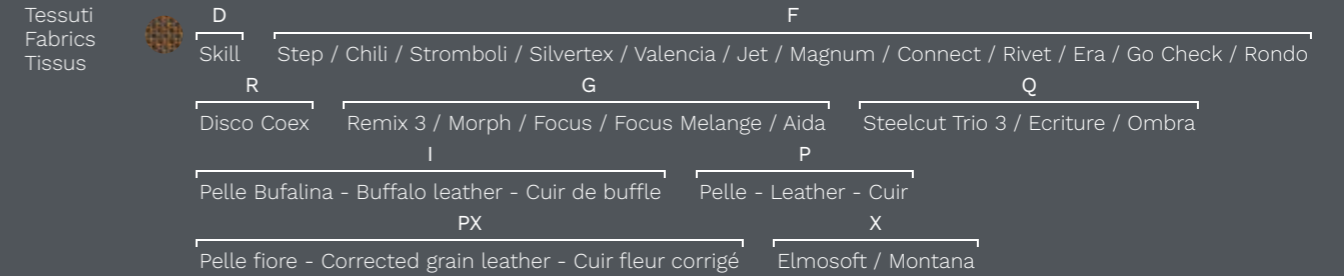 Tessuti
Fabrics
Tissus
D F
Skill Step / Chili / Stromboli / Silvertex / Valencia / Jet / Magnum / Connect / Rivet / Era / Go Check / Rondo
R G Q
Disco Coex Remix 3 / Morph / Focus / Focus Melange / Aida Steelcut Trio 3 / Ecriture / Ombra
I P
Pelle Bufalina - Buffalo leather - Cuir de buffle Pelle - Leather - Cuir
PX X
Pelle fiore - Corrected grain leather - Cuir fleur corrigé Elmosoft / Montana